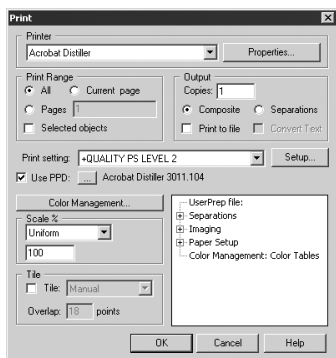 Print
Printer
Acrobat Distiller
Properties...
Print Range
All Current page
Pages 1
Selected objects
Output
Copies: 1
Composite Separations
Print to file Convert Text
Print setting: +QUALITY PS LEVEL 2 Setup...
Use PPD: ... Acrobat Distiller 3011.104
Color Management...
Scale %
Uniform
100
Tile
Tile: Manual
Overlap: 18 points
UserPrep file:
Separations
Imaging
Paper Setup
Color Management: Color Tables
OK Cancel Help